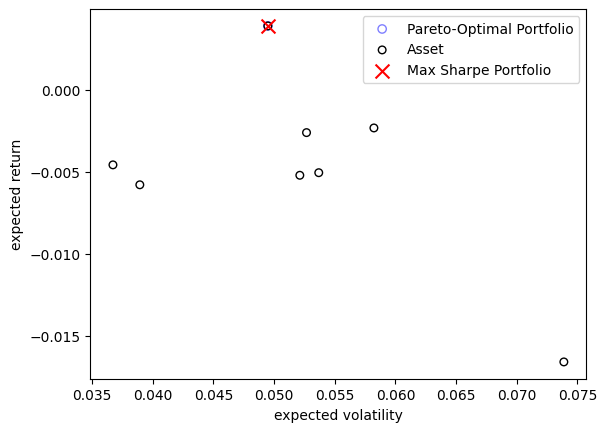 Pareto-Optimal Portfolio
Asset
Max Sharpe Portfolio
0.000
−0.005
−0.010
−0.015
expected return
0.035 0.040 0.045 0.050 0.055 0.060 0.065 0.070 0.075
expected volatility